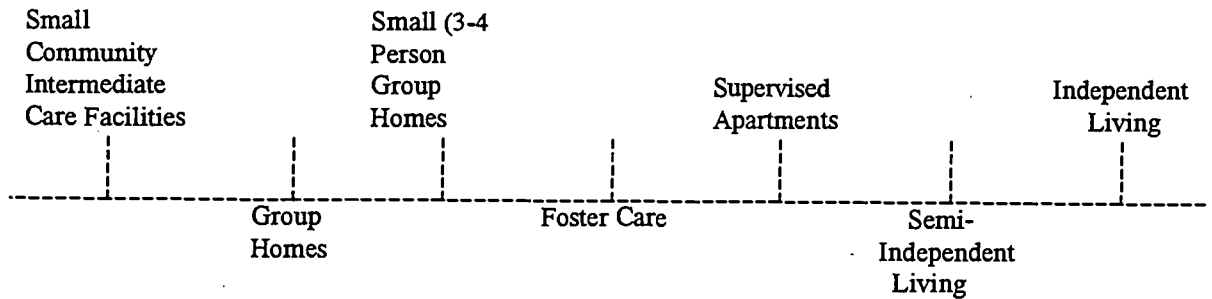 Small
Community
Intermediate
Care Facilities
Small (3-4
Person
Group
Homes
Supervised
Apartments
Independent
Living
Group
Homes
Foster Care
Semi-
Independent
Living